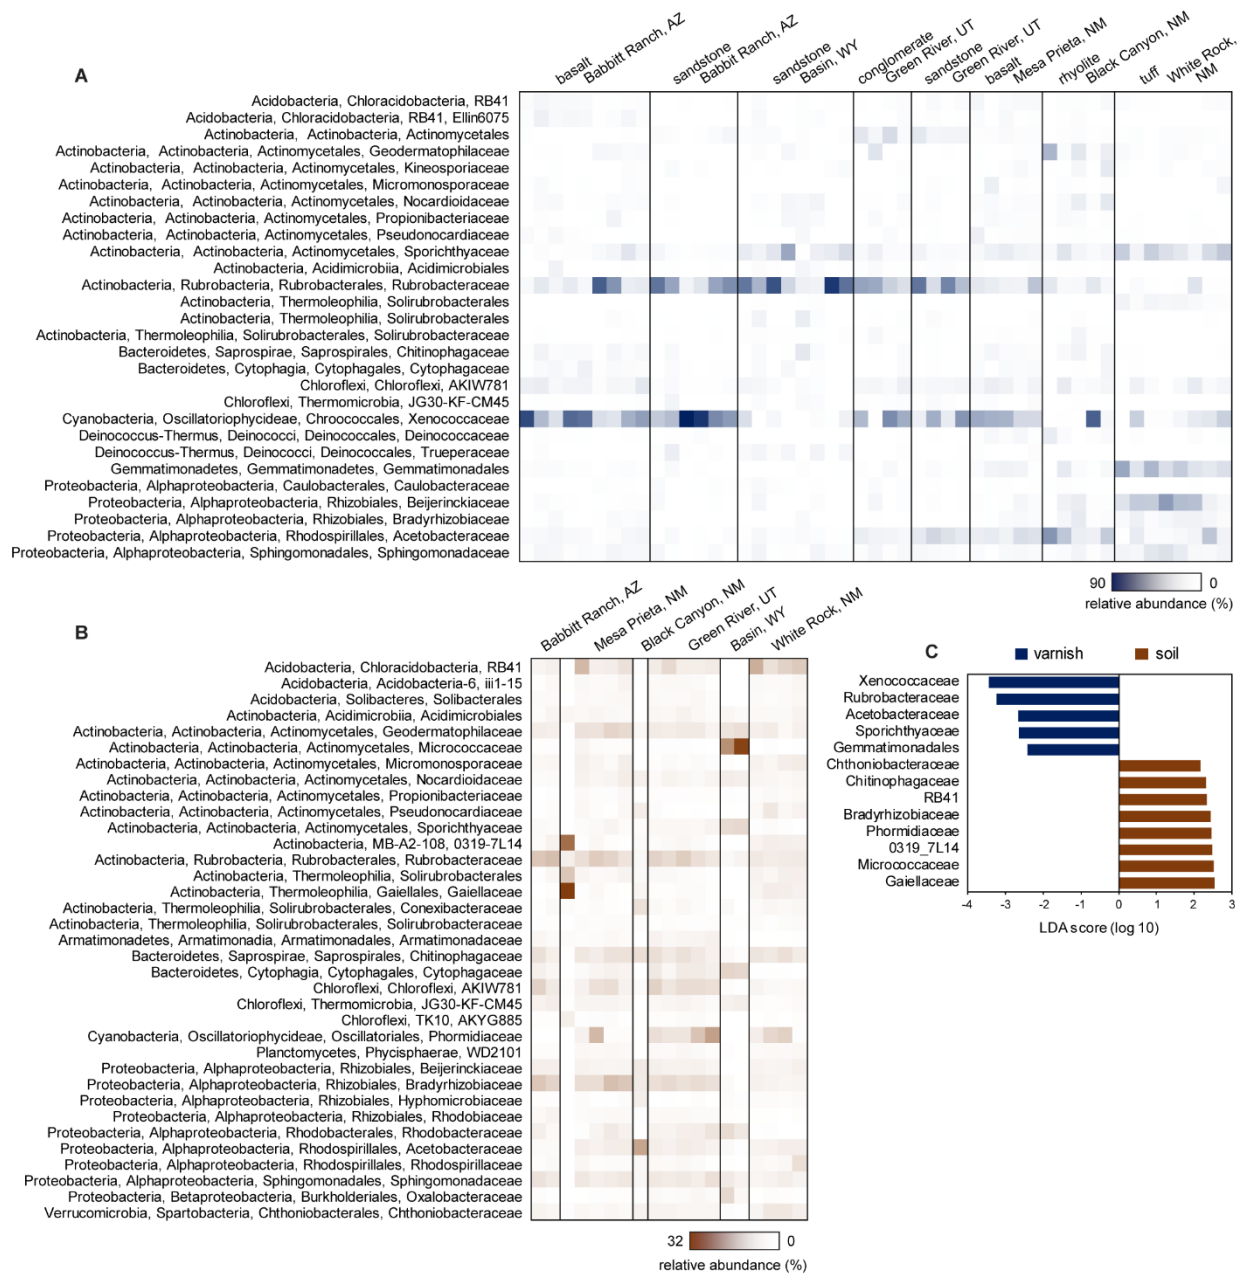 A
basalt
Babbitt Ranch, AZ
sandstone
Babbit Ranch, AZ
sandstone
Basin, WY
conglomerate
Green River, UT
sandstone
Green River, UT
basalt
Mesa Prieta, NM
rhyolite
Black Canyon, NM
tuff
White Rock,
NM
Acidobacteria, Chloracidobacteria, RB41
Acidobacteria, Chloracidobacteria, RB41, Ellin6075
Actinobacteria, Actinobacteria, Actinomycetales
Actinobacteria, Actinobacteria, Actinomycetales, Geodermatophilaceae
Actinobacteria, Actinobacteria, Actinomycetales, Kineosporiaceae
Actinobacteria, Actinobacteria, Actinomycetales, Micromonosporaceae
Actinobacteria, Actinobacteria, Actinomycetales, Nocardioidaceae
Actinobacteria, Actinobacteria, Actinomycetales, Propionibacteriaceae
Actinobacteria, Actinobacteria, Actinomycetales, Pseudonocardiaceae
Actinobacteria, Actinobacteria, Actinomycetales, Sporichthyaceae
Actinobacteria, Acidimicrobiia, Acidimicrobiales
Actinobacteria, Rubrobacteria, Rubrobacterales, Rubrobacteraceae
Actinobacteria, Thermoleophilia, Solirubrobacterales
Actinobacteria, Thermoleophilia, Solirubrobacterales
Actinobacteria, Thermoleophilia, Solirubrobacterales, Solirubrobacteraceae
Bacteroidetes, Saprospirae, Saprospirales, Chitinophagaceae
Bacteroidetes, Cytophagia, Cytophagales, Cytophagaceae
Chloroflexi, Chloroflexi, AKIW781
Chloroflexi, Thermomicrobia, JG30-KF-CM45
Cyanobacteria, Oscillatoriophycideae, Chroococcales, Xenococcaceae
Deinococcus-Thermus, Deinococci, Deinococcales, Deinococcaceae
Deinococcus-Thermus, Deinococci, Deinococcales, Trueperaceae
Gemmatimonadetes, Gemmatimonadetes, Gemmatimonadales
Proteobacteria, Alphaproteobacteria, Caulobacterales, Caulobacteraceae
Proteobacteria, Alphaproteobacteria, Rhizobiales, Beijerinckiaceae
Proteobacteria, Alphaproteobacteria, Rhizobiales, Bradyrhizobiaceae
Proteobacteria, Alphaproteobacteria, Rhodospirillales, Acetobacteraceae
Proteobacteria, Alphaproteobacteria, Sphingomonadales, Sphingomonadaceae
90 0
relative abundance (%)
B
Babbitt Ranch, AZ
Mesa Prieta, NM
Black Canyon, NM
Green River, UT
Basin, WY
White Rock, NM
Acidobacteria, Chloracidobacteria, RB41
Acidobacteria, Acidobacteria-6, iii1-15
Acidobacteria, Solibacteres, Solibacterales
Actinobacteria, Acidimicrobiia, Acidimicrobiales
Actinobacteria, Actinobacteria, Actinomycetales, Geodermatophilaceae
Actinobacteria, Actinobacteria, Actinomycetales, Micrococcaceae
Actinobacteria, Actinobacteria, Actinomycetales, Micromonosporaceae
Actinobacteria, Actinobacteria, Actinomycetales, Nocardioidaceae
Actinobacteria, Actinobacteria, Actinomycetales, Propionibacteriaceae
Actinobacteria, Actinobacteria, Actinomycetales, Pseudonocardiaceae
Actinobacteria, Actinobacteria, Actinomycetales, Sporichthyaceae
Actinobacteria, MB-A2-108, 0319-7L14
Actinobacteria, Rubrobacteria, Rubrobacterales, Rubrobacteraceae
Actinobacteria, Thermoleophilia, Solirubrobacterales
Actinobacteria, Thermoleophilia, Gaiellales, Gaiellaceae
Actinobacteria, Thermoleophilia, Solirubrobacterales, Conexibacteraceae
Actinobacteria, Thermoleophilia, Solirubrobacterales, Solirubrobacteraceae
Armatimonadetes, Armatimonadia, Armatimonadales, Armatimonadaceae
Bacteroidetes, Saprospirae, Saprospirales, Chitinophagaceae
Bacteroidetes, Cytophagia, Cytophagales, Cytophagaceae
Chloroflexi, Chloroflexi, AKIW781
Chloroflexi, Thermomicrobia, JG30-KF-CM45
Chloroflexi, TK10, AKYG885
Cyanobacteria, Oscillatoriophycideae, Oscillatoriales, Phormidiaceae
Planctomycetes, Phycisphaerae, WD2101
Proteobacteria, Alphaproteobacteria, Rhizobiales, Beijerinckiaceae
Proteobacteria, Alphaproteobacteria, Rhizobiales, Bradyrhizobiaceae
Proteobacteria, Alphaproteobacteria, Rhizobiales, Hyphomicrobiaceae
Proteobacteria, Alphaproteobacteria, Rhizobiales, Rhodobiaceae
Proteobacteria, Alphaproteobacteria, Rhodobacterales, Rhodobacteraceae
Proteobacteria, Alphaproteobacteria, Rhodospirillales, Acetobacteraceae
Proteobacteria, Alphaproteobacteria, Rhodospirillales, Rhodospirillaceae
Proteobacteria, Alphaproteobacteria, Sphingomonadales, Sphingomonadaceae
Proteobacteria, Betaproteobacteria, Burkholderiales, Oxalobacteraceae
Verrucomicrobia, Spartobacteria, Chthoniobacterales, Chthoniobacteraceae
32 0
relative abundance (%)
C
varnish soil
Xenococcaceae
Rubrobacteraceae
Acetobacteraceae
Sporichthyaceae
Gemmatimonadales
Chthoniobacteraceae
Chitinophagaceae
RB41
Bradyrhizobiaceae
Phormidiaceae
0319_7L14
Micrococcaceae
Gaiellaceae
-4 -3 -2 -1 0 1 2 3
LDA score (log 10)